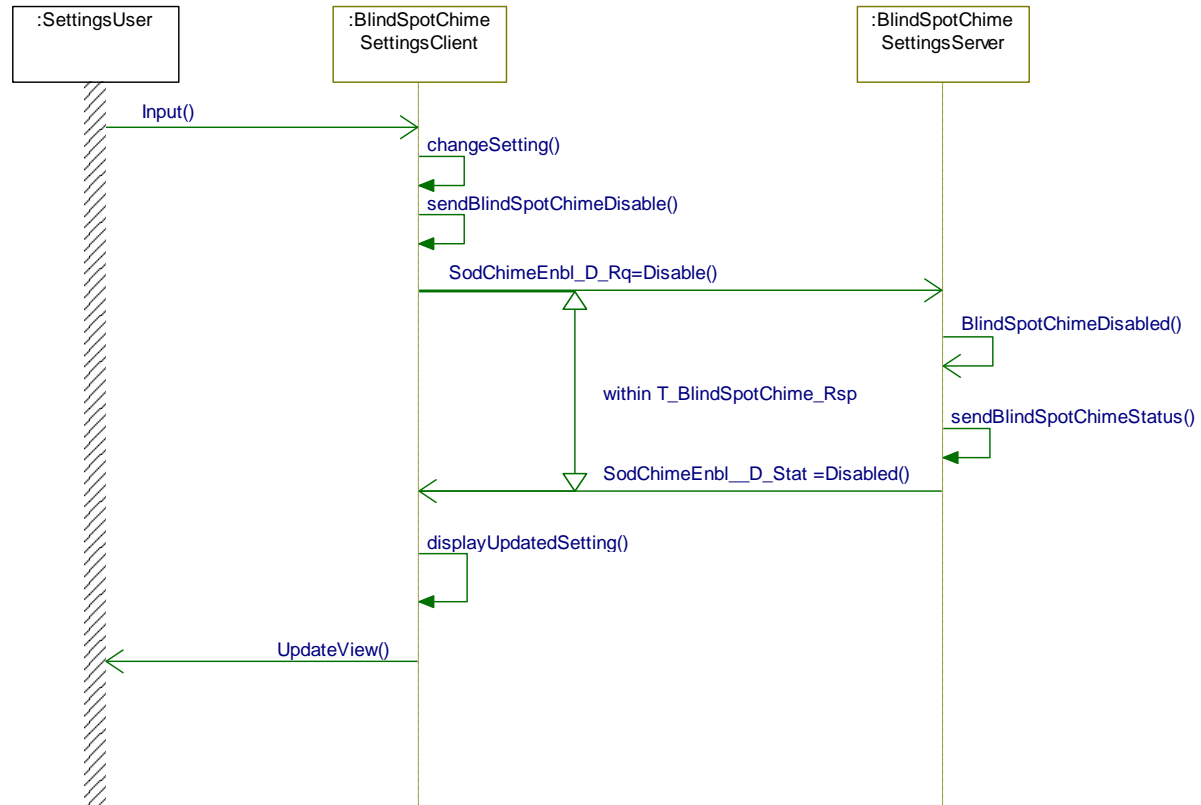 :SettingsUser
:BlindSpotChime
SettingsClient
:BlindSpotChime
SettingsServer
Input()
changeSetting()
sendBlindSpotChimeDisable()
SodChimeEnbl_D_Rq=Disable()
BlindSpotChimeDisabled()
within T_BlindSpotChime_Rsp
sendBlindSpotChimeStatus()
SodChimeEnbl__D_Stat =Disabled()
displayUpdatedSetting()
UpdateView()